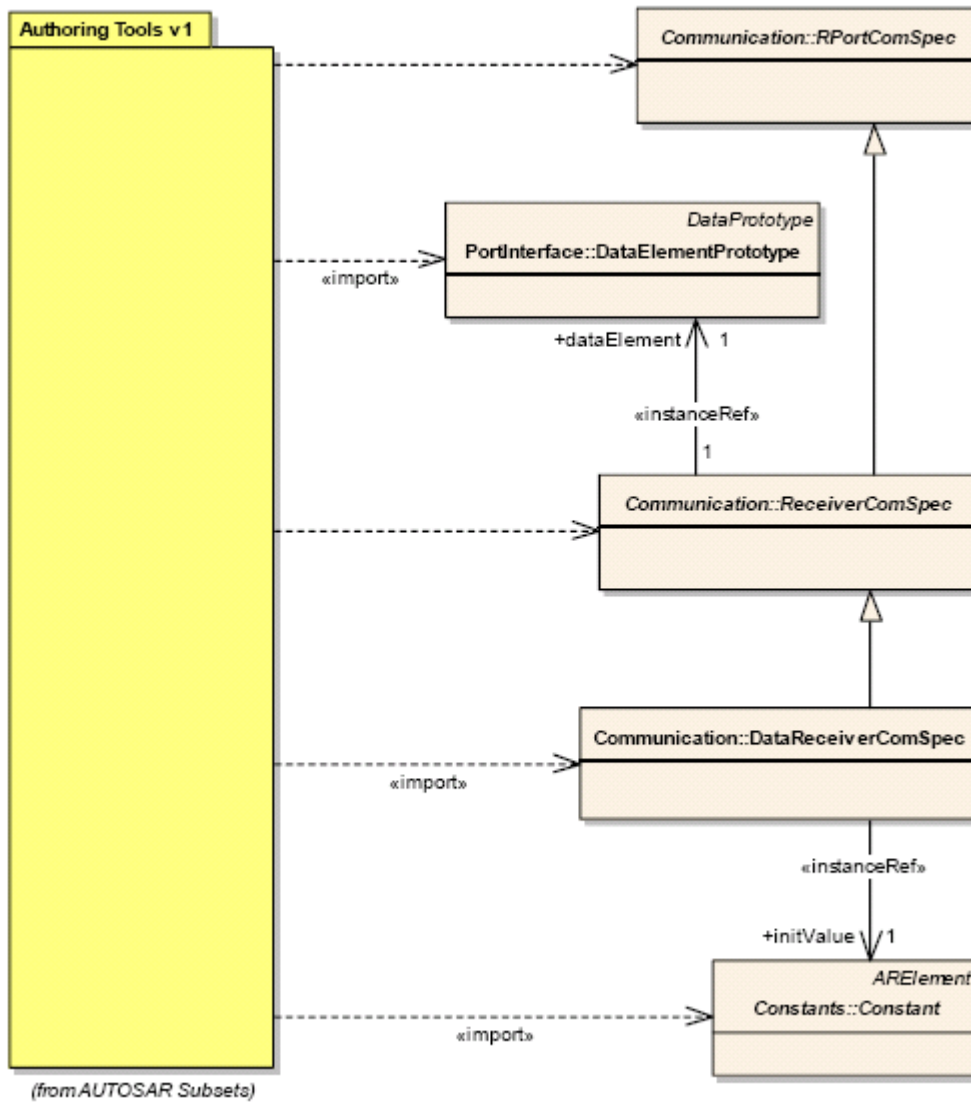 Authoring Tools v1
Communication::RPortComSpec
DataPrototype
PortInterface::DataElementPrototype
«import»
+dataElement 1
«instanceRef»
1
Communication::ReceiverComSpec
Communication::DataReceiverComSpec
«import»
«instanceRef»
+initValue 1
ARElement
Constants::Constant
«import»
(from AUTOSAR Subsets)